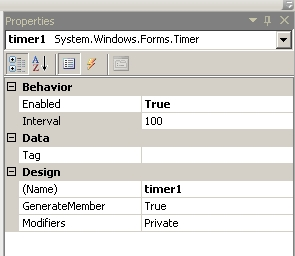 Properties
timer1 System.Windows.Forms.Timer
Behavior
Enabled True
Interval 100
Data
Tag
Design
(Name) timer1
GenerateMember True
Modifiers Private